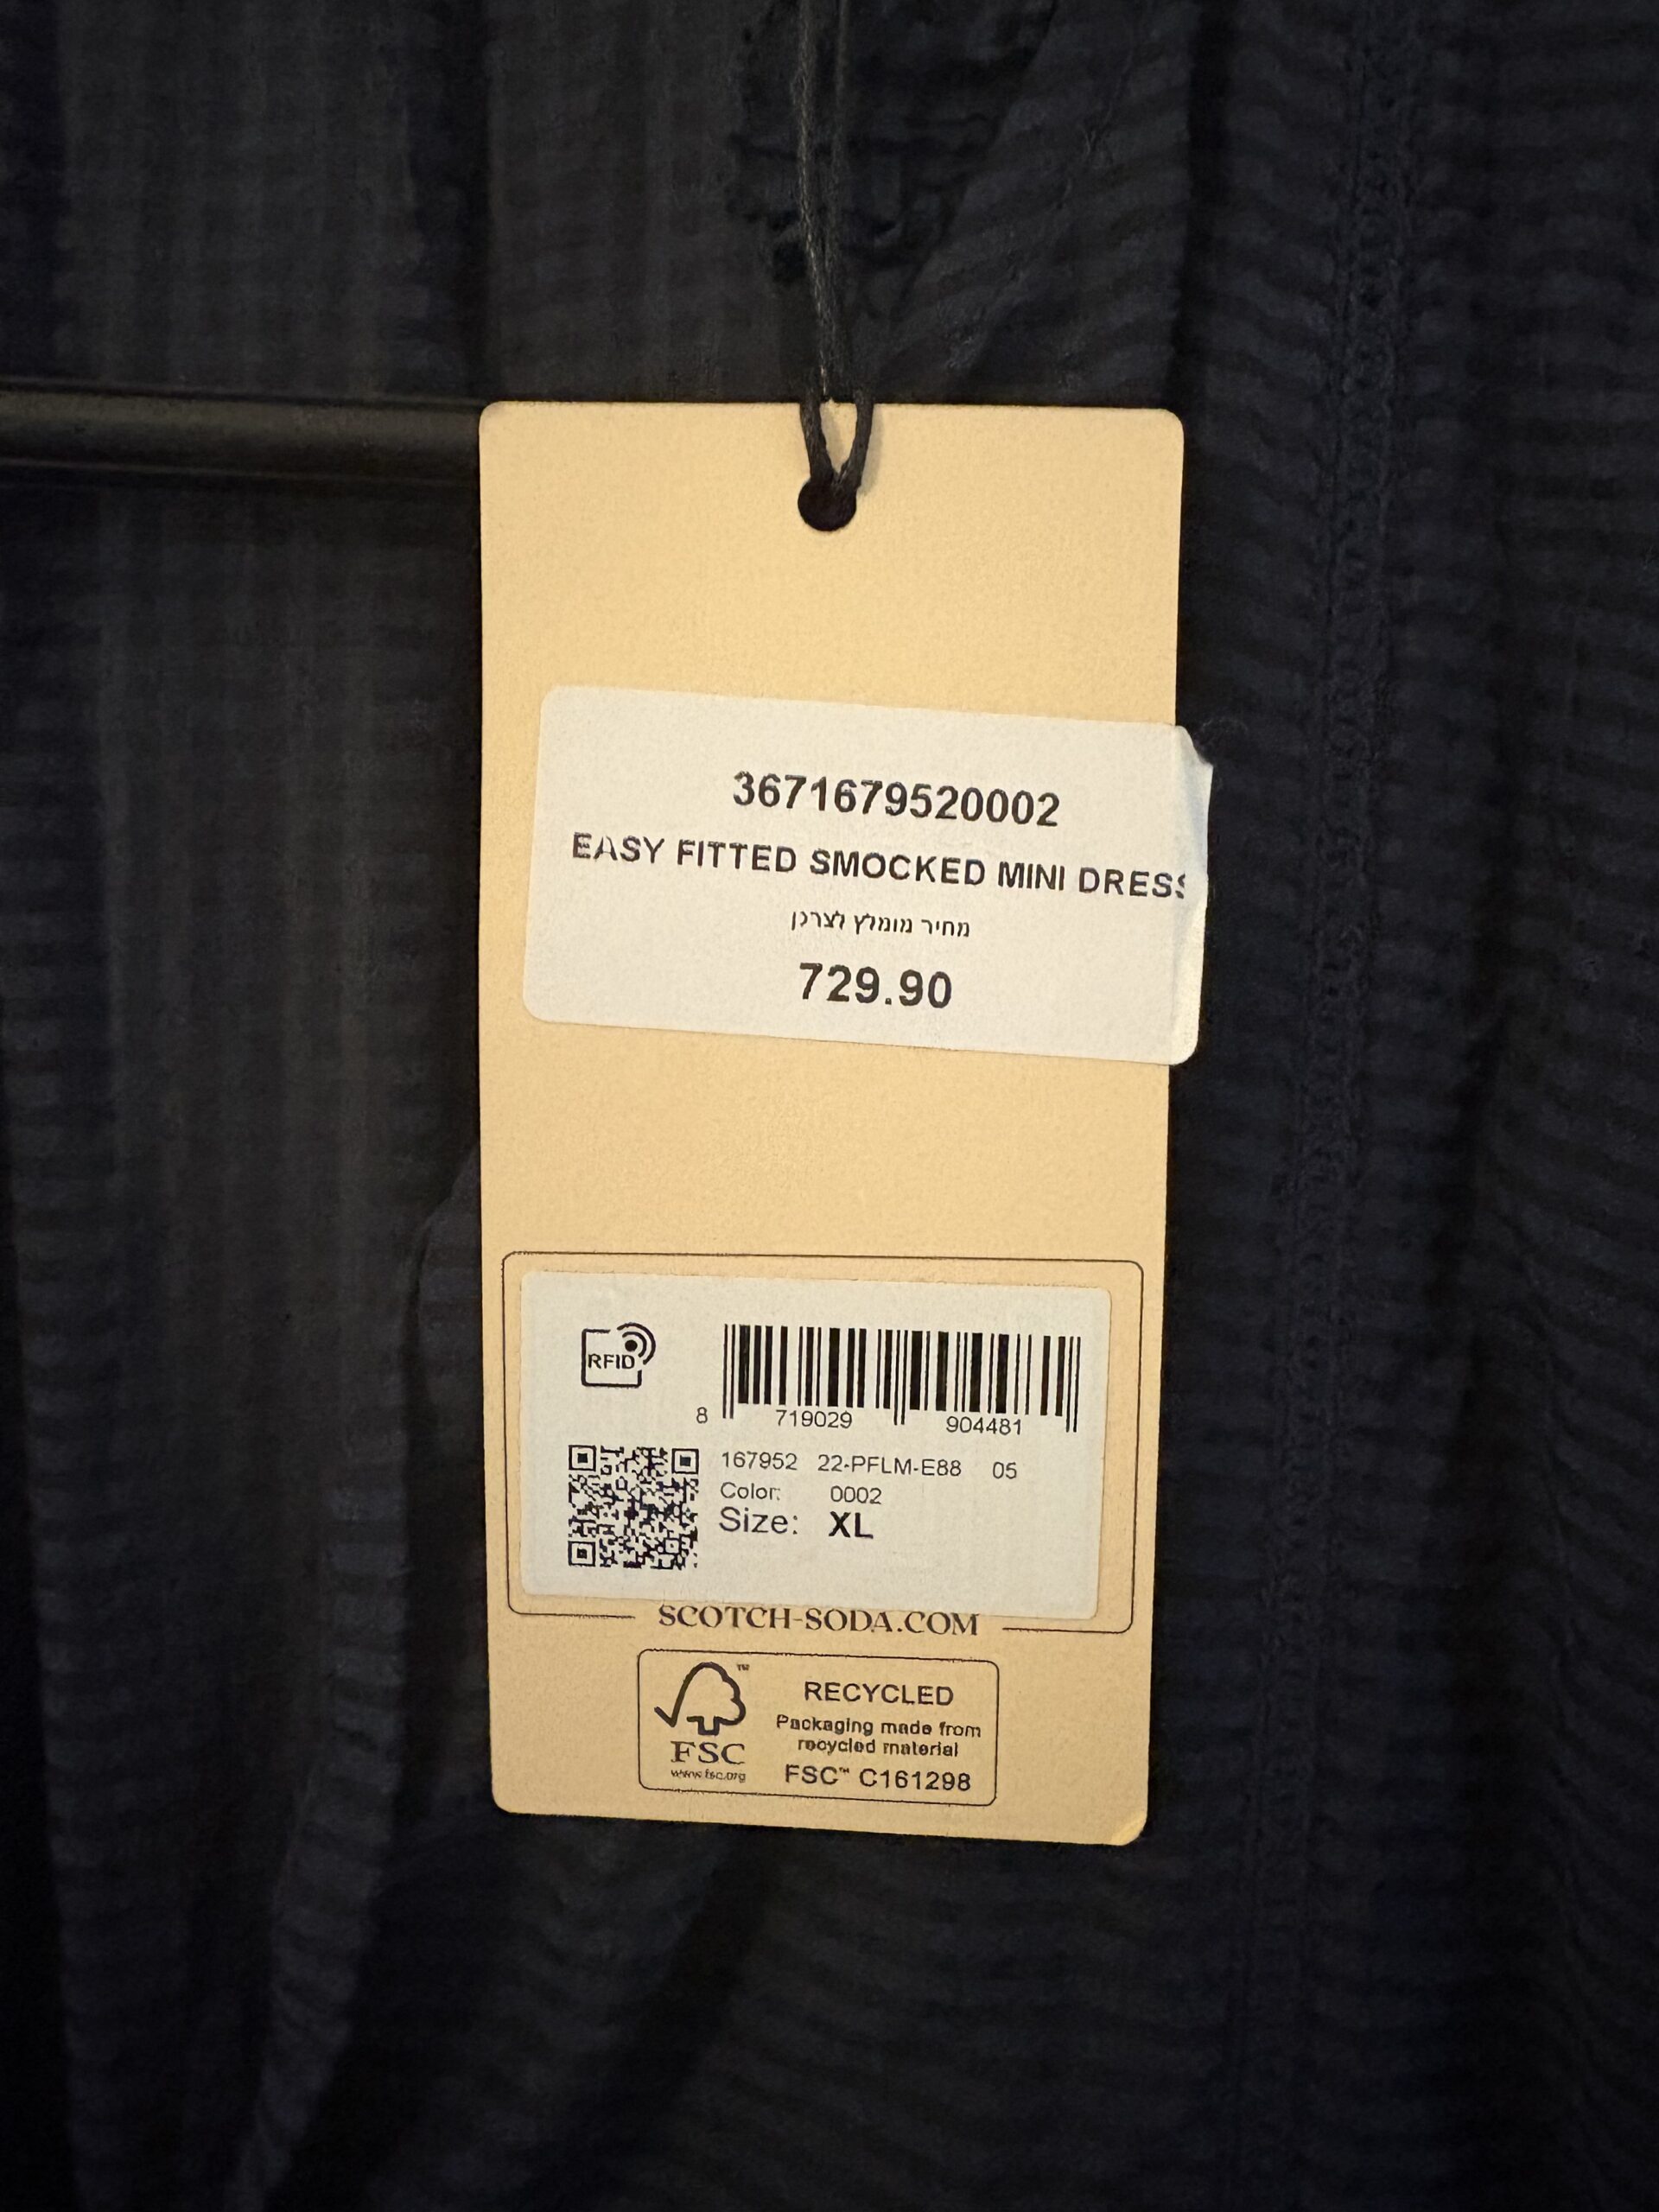 3671679520002
EASY FITTED SMOCKED MINI DRESS
מחיר מומלץ לצרכן
729.90
RFID
8 719029 904481
167952 22-PFLM-E88 05
Color: 0002
Size: XL
SCOTCH-SODA.COM
FSC
www.fsc.org
RECYCLED
Packaging made from
recycled material
FSC™ C161298